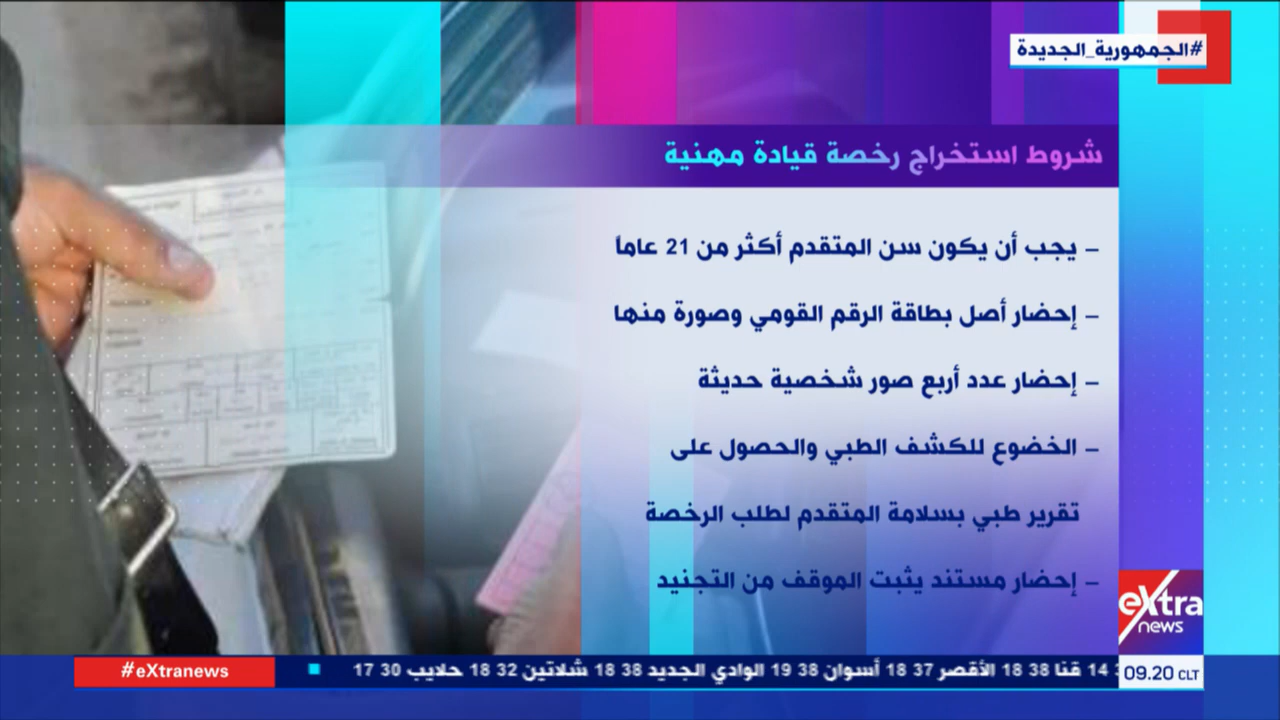 #الجمهورية_الجديدة
شروط استخراج رخصة قيادة مهنية
- يجب أن يكون سن المتقدم أكثر من 21 عاماً
- إحضار أصل بطاقة الرقم القومي وصورة منها
- إحضار عدد أربع صور شخصية حديثة
- الخضوع للكشف الطبي والحصول على
تقرير طبي بسلامة المتقدم لطلب الرخصة
- إحضار مستند يثبت الموقف من التجنيد
eXtra
news
14 قنا 38 18 الأقصر 37 18 أسوان 38 19 الوادي الجديد 38 18 شلاتين 32 18 حلايب 30 17
#eXtranews
09.20 CLT